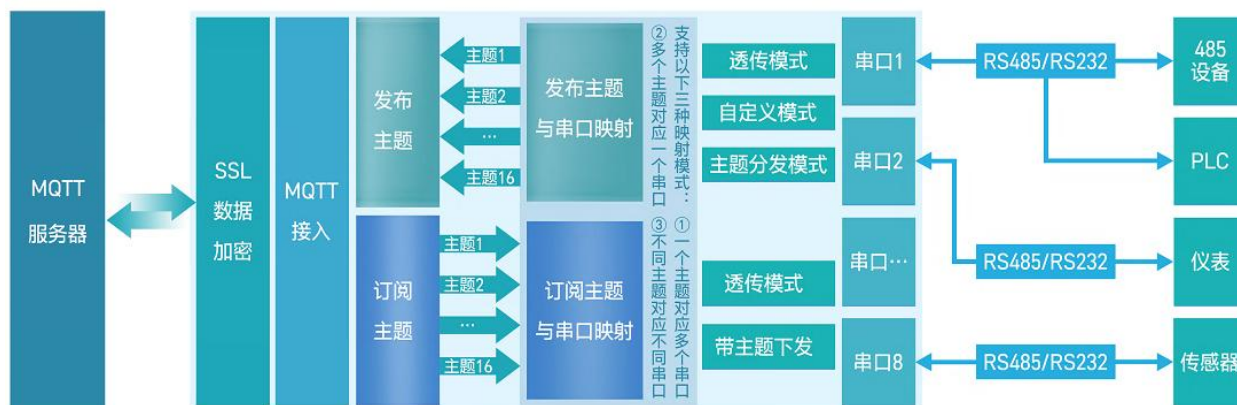 MQTT
服务器
SSL
数据
加密
MQTT
接入
发布
主题
主题1
主题2
…
主题16
发布主题
与串口映射
订阅
主题
主题1
主题2
…
主题16
订阅主题
与串口映射
支持以下三种映射模式：①一个主题对应多个串口
②多个主题对应一个串口 ③不同主题对应不同串口
透传模式
自定义模式
主题分发模式
透传模式
带主题下发
串口1
串口2
串口…
串口8
RS485/RS232
RS485/RS232
RS485/RS232
485
设备
PLC
仪表
传感器